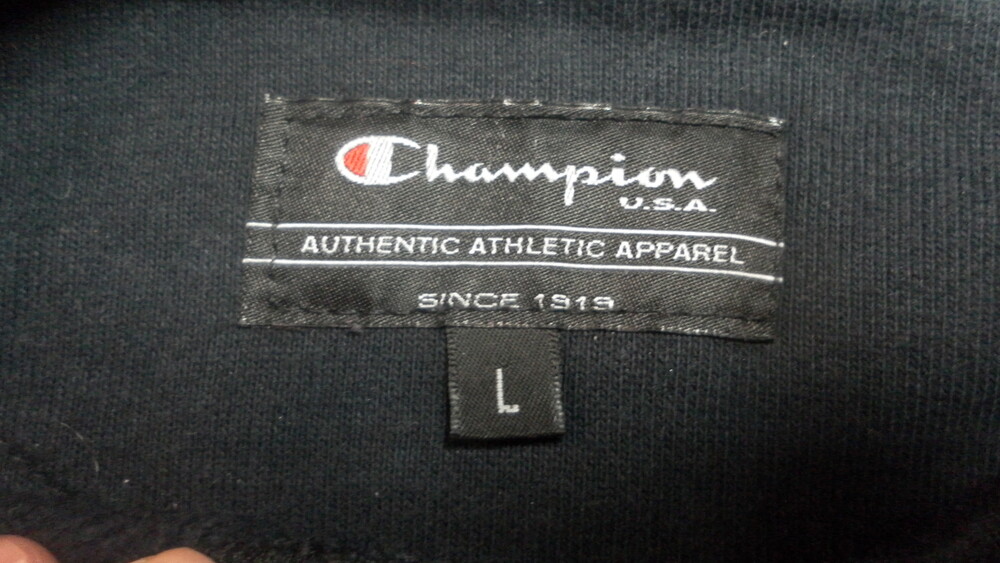 Champion
U.S.A.
AUTHENTIC ATHLETIC APPAREL
SINCE 1919
L